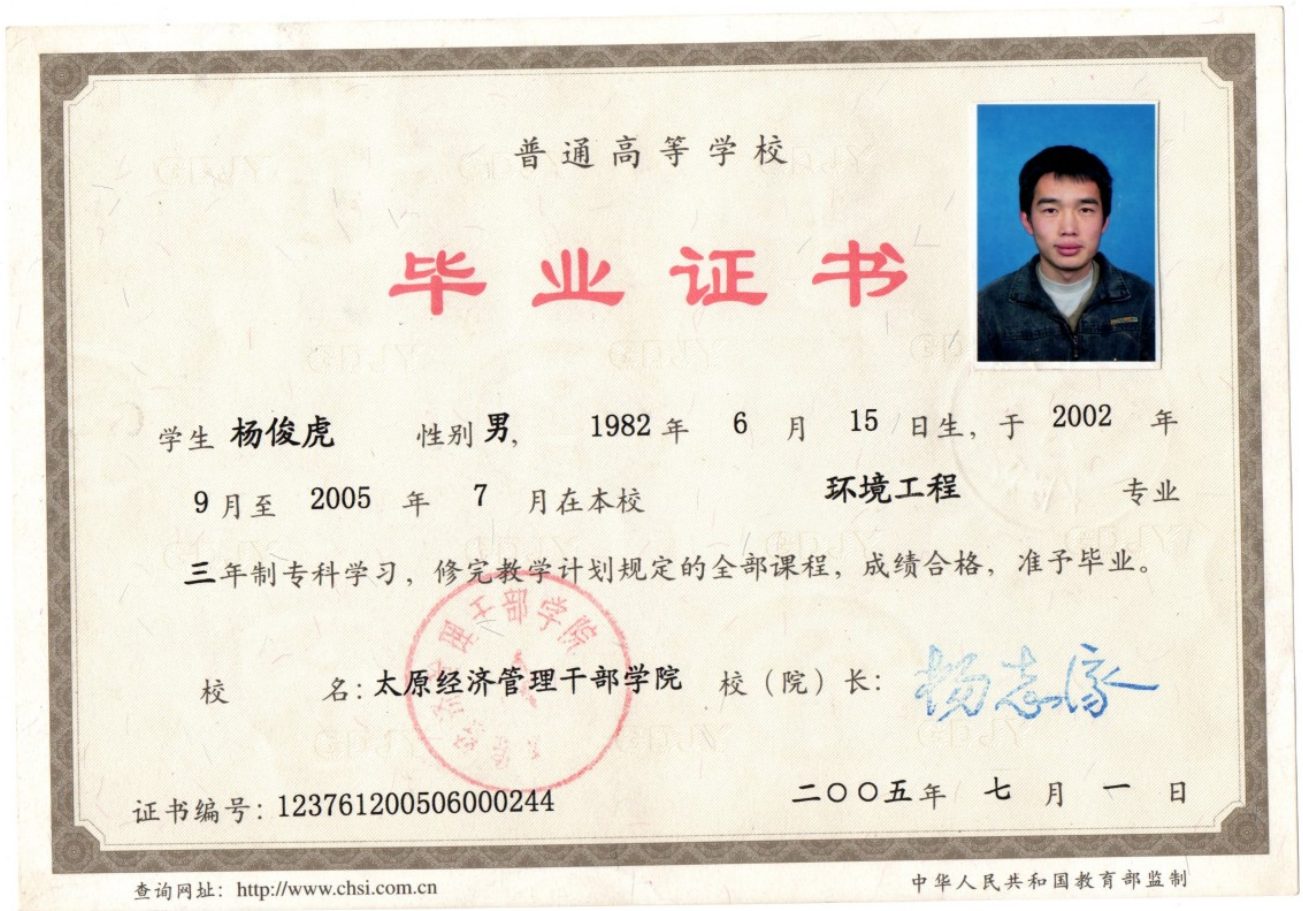 普通高等学校
毕业证书
学生 杨俊虎 性别 男, 1982 年 6 月 15 日生, 于 2002 年
9 月至 2005 年 7 月在本校 环境工程 专业
三年制专科学习, 修完教学计划规定的全部课程, 成绩合格, 准予毕业。
校 名: 太原经济管理干部学院 校 (院) 长:
证书编号: 123761200506000244 二〇〇五年 七 月 一 日
查询网址: http://www.chsi.com.cn 中华人民共和国教育部监制